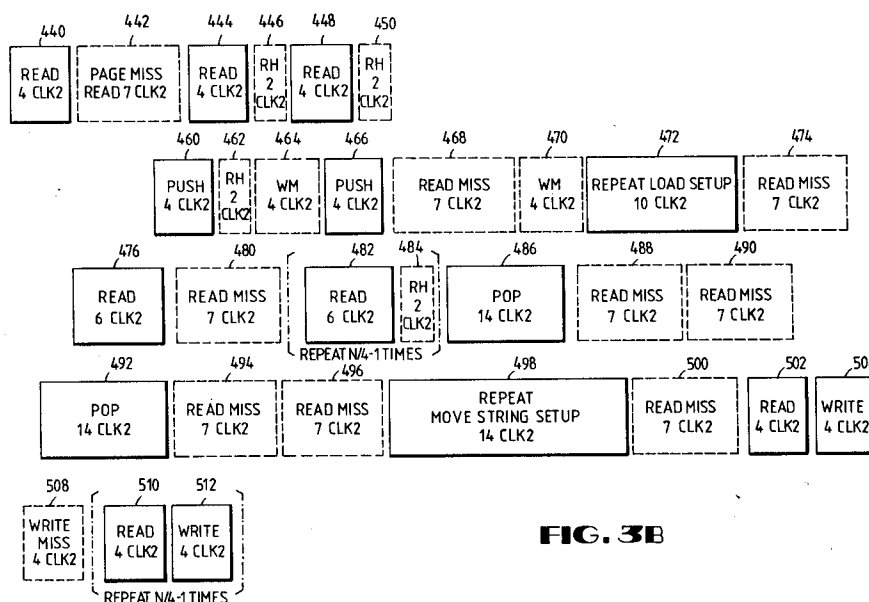 440 442 444 446 448 450
READ 4 CLK2
PAGE MISS READ 7 CLK2
READ 4 CLK2
RH 2 CLK2
READ 4 CLK2
RH 2 CLK2
460 462 464 466 468 470 472 474
PUSH 4 CLK2
RH 2 CLK2
WM 4 CLK2
PUSH 4 CLK2
READ MISS 7 CLK2
WM 4 CLK2
REPEAT LOAD SETUP 10 CLK2
READ MISS 7 CLK2
476 480 482 484 486 488 490
READ 6 CLK2
READ MISS 7 CLK2
READ 6 CLK2
RH 2 CLK2
POP 14 CLK2
READ MISS 7 CLK2
READ MISS 7 CLK2
REPEAT N/4-1 TIMES
492 494 496 498 500 502 50
POP 14 CLK2
READ MISS 7 CLK2
READ MISS 7 CLK2
REPEAT MOVE STRING SETUP 14 CLK2
READ MISS 7 CLK2
READ 4 CLK2
WRITE 4 CLK2
508 510 512
WRITE MISS 4 CLK2
READ 4 CLK2
WRITE 4 CLK2
REPEAT N/4-1 TIMES
FIG. 3B